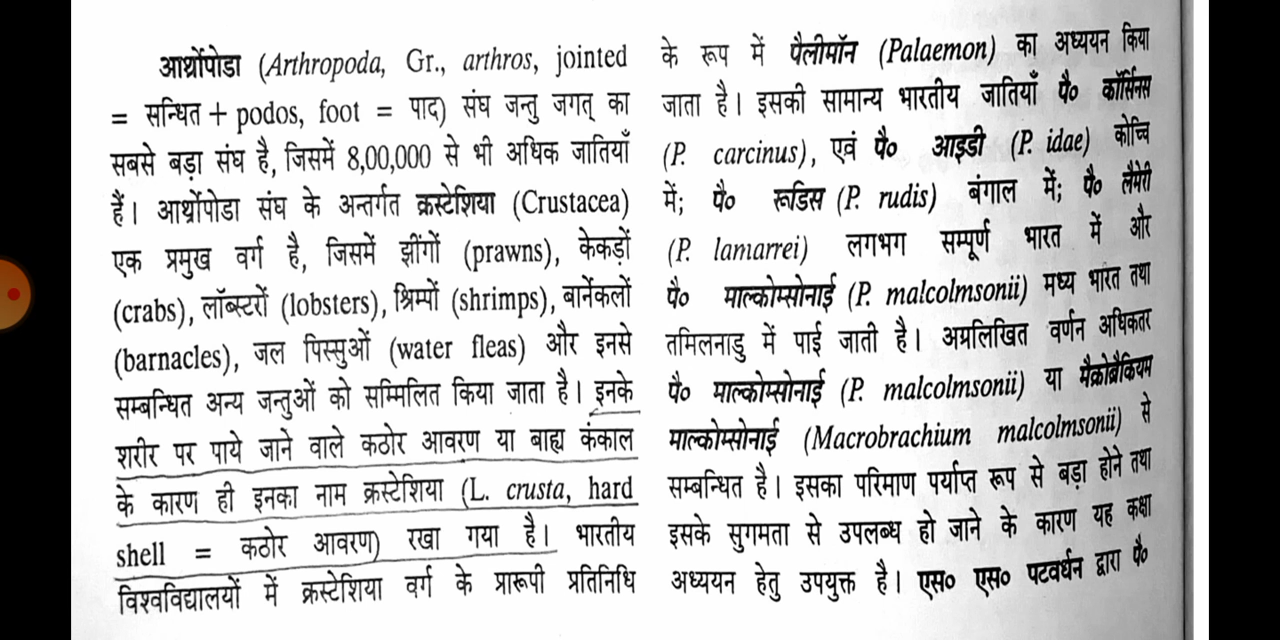 आर्थ्रोपोडा (Arthropoda, Gr., arthros, jointed
= सन्धित + podos, foot = पाद) संघ जन्तु जगत् का
सबसे बड़ा संघ है, जिसमें 8,00,000 से भी अधिक जातियाँ
हैं। आर्थ्रोपोडा संघ के अन्तर्गत क्रस्टेशिया (Crustacea)
एक प्रमुख वर्ग है, जिसमें झींगों (prawns), केकड़ों
(crabs), लॉब्स्टरों (lobsters), श्रिम्पों (shrimps), बार्नेकलों
(barnacles), जल पिस्सुओं (water fleas) और इनसे
सम्बन्धित अन्य जन्तुओं को सम्मिलित किया जाता है। इनके
शरीर पर पाये जाने वाले कठोर आवरण या बाह्य कंकाल
के कारण ही इनका नाम क्रस्टेशिया (L. crusta, hard
shell = कठोर आवरण) रखा गया है। भारतीय
विश्वविद्यालयों में क्रस्टेशिया वर्ग के प्रारूपी प्रतिनिधि
के रूप में पैलीमॉन (Palaemon) का अध्ययन किया
जाता है। इसकी सामान्य भारतीय जातियाँ पै० कॉर्सिनस
(P. carcinus), एवं पै० आइडी (P. idae) कोच्चि
में; पै० रूडिस (P. rudis) बंगाल में; पै० लैमेरी
(P. lamarrei) लगभग सम्पूर्ण भारत में और
पै० माल्कोम्सोनाई (P. malcolmsonii) मध्य भारत तथा
तमिलनाडु में पाई जाती है। अग्रलिखित वर्णन अधिकतर
पै० माल्कोम्सोनाई (P. malcolmsonii) या मैक्रोब्रैकियम
माल्कोम्सोनाई (Macrobrachium malcolmsonii) से
सम्बन्धित है। इसका परिमाण पर्याप्त रूप से बड़ा होने तथा
इसके सुगमता से उपलब्ध हो जाने के कारण यह कक्षा
अध्ययन हेतु उपयुक्त है। एस० एस० पटवर्धन द्वारा पै०